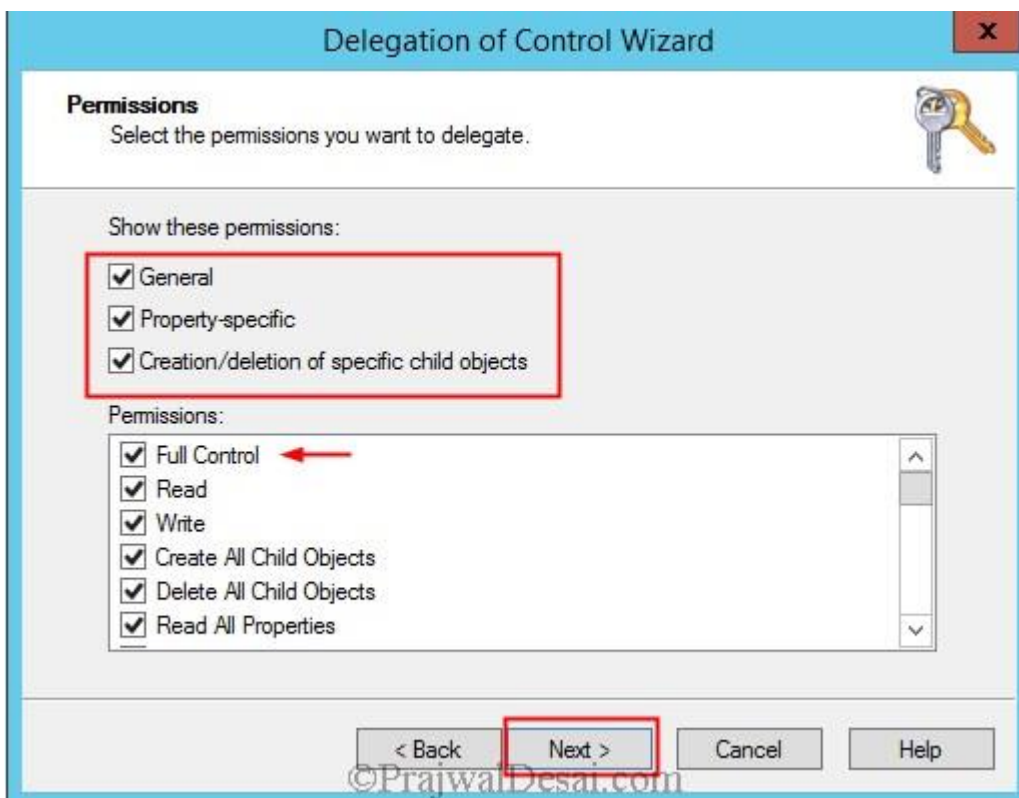 Delegation of Control Wizard
x
Permissions
Select the permissions you want to delegate.
Show these permissions:
General
Property-specific
Creation/deletion of specific child objects
Permissions:
Full Control
Read
Write
Create All Child Objects
Delete All Child Objects
Read All Properties
< Back Next > Cancel Help
©PrajwalDesai.com